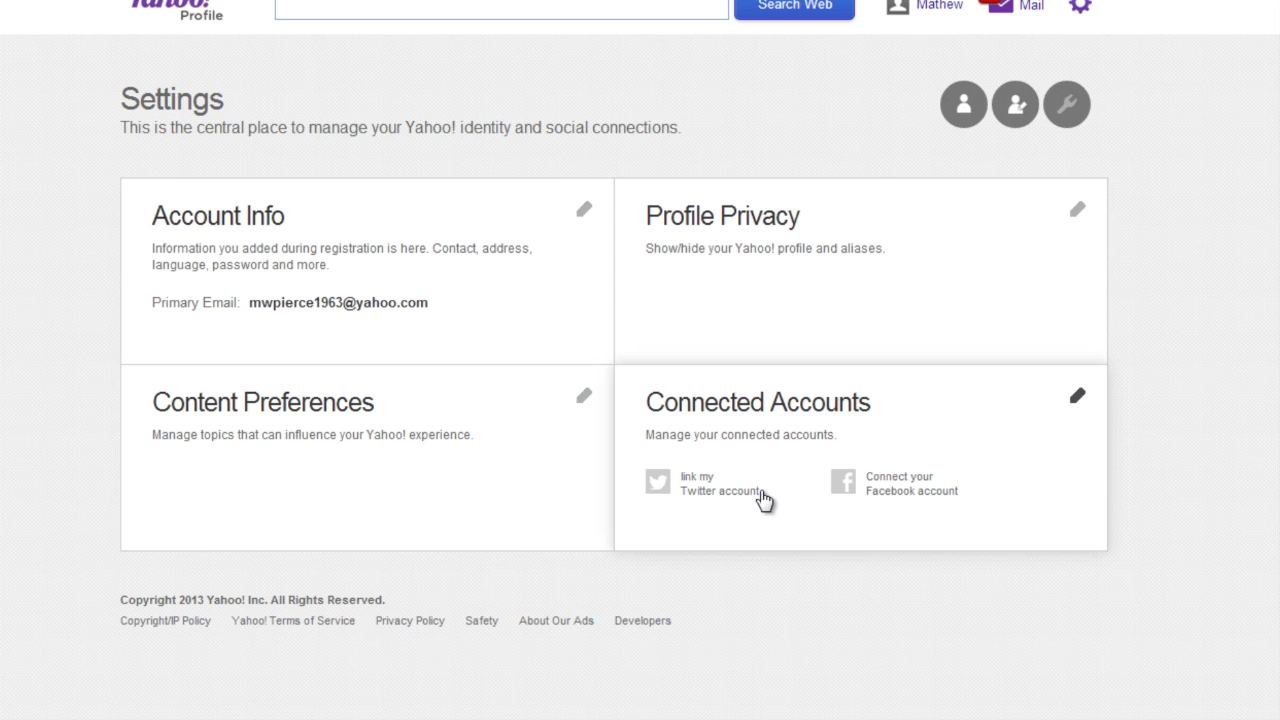 YAHOO!
Profile
Search Web
Mathew
Mail
Settings
This is the central place to manage your Yahoo! identity and social connections.
Account Info
Information you added during registration is here. Contact, address,
language, password and more.
Primary Email: mwpierce1963@yahoo.com
Profile Privacy
Show/hide your Yahoo! profile and aliases.
Content Preferences
Manage topics that can influence your Yahoo! experience.
Connected Accounts
Manage your connected accounts.
link my
Twitter account
Connect your
Facebook account
Copyright 2013 Yahoo! Inc. All Rights Reserved.
Copyright/IP Policy Yahoo! Terms of Service Privacy Policy Safety About Our Ads Developers